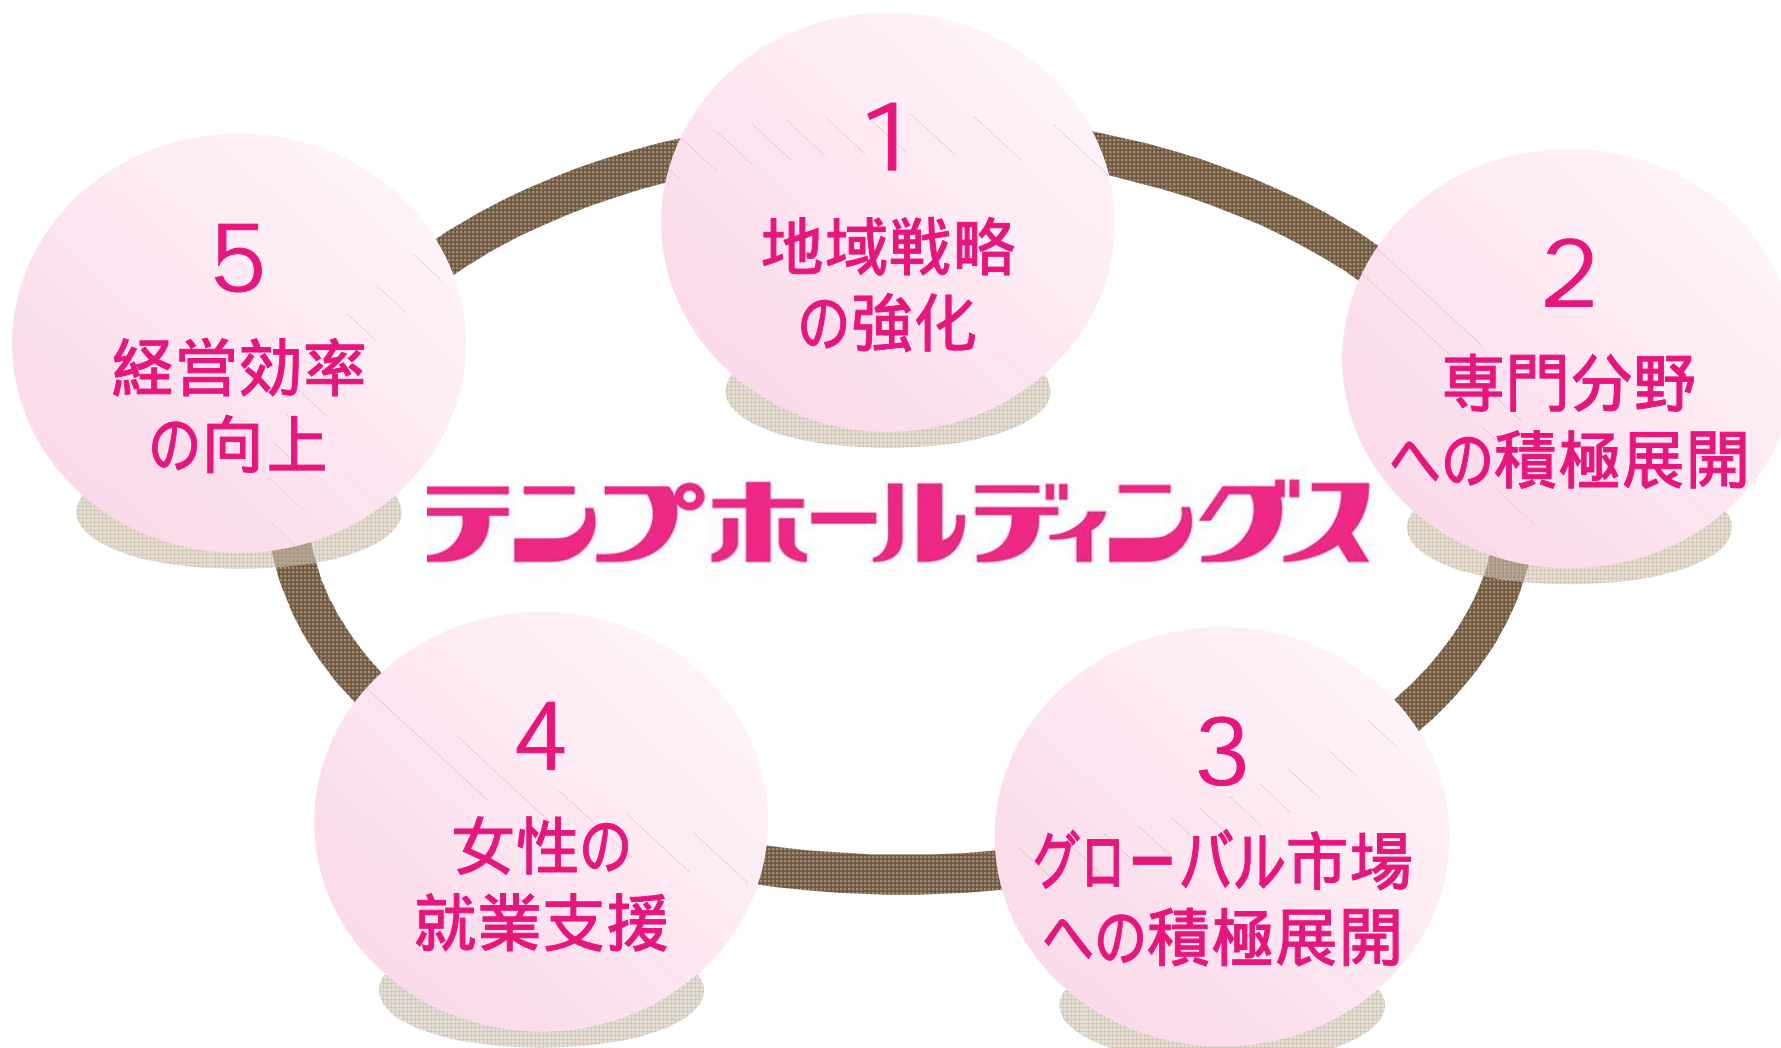 1
地域戦略
の強化
2
専門分野
への積極展開
3
グローバル市場
への積極展開
4
女性の
就業支援
5
経営効率
の向上
テンプホールディングス